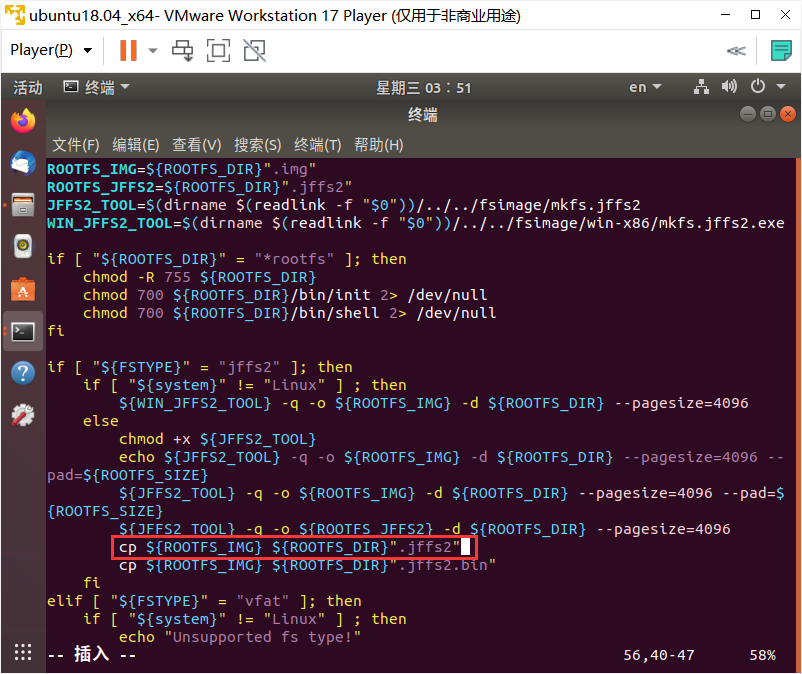 ubuntu18.04_x64- VMware Workstation 17 Player (仅用于非商业用途)
Player(P)
活动 终端 星期三 03：51 en
终端
文件(F) 编辑(E) 查看(V) 搜索(S) 终端(T) 帮助(H)
ROOTFS_IMG=${ROOTFS_DIR}".img"
ROOTFS_JFFS2=${ROOTFS_DIR}".jffs2"
JFFS2_TOOL=$(dirname $(readlink -f "$0"))/../../fsimage/mkfs.jffs2
WIN_JFFS2_TOOL=$(dirname $(readlink -f "$0"))/../../fsimage/win-x86/mkfs.jffs2.exe
if [ "${ROOTFS_DIR}" = "*rootfs" ]; then
chmod -R 755 ${ROOTFS_DIR}
chmod 700 ${ROOTFS_DIR}/bin/init 2> /dev/null
chmod 700 ${ROOTFS_DIR}/bin/shell 2> /dev/null
fi
if [ "${FSTYPE}" = "jffs2" ]; then
if [ "${system}" != "Linux" ] ; then
${WIN_JFFS2_TOOL} -q -o ${ROOTFS_IMG} -d ${ROOTFS_DIR} --pagesize=4096
else
chmod +x ${JFFS2_TOOL}
echo ${JFFS2_TOOL} -q -o ${ROOTFS_IMG} -d ${ROOTFS_DIR} --pagesize=4096 --
pad=${ROOTFS_SIZE}
${JFFS2_TOOL} -q -o ${ROOTFS_IMG} -d ${ROOTFS_DIR} --pagesize=4096 --pad=$
{ROOTFS_SIZE}
${JFFS2_TOOL} -q -o ${ROOTFS_JFFS2} -d ${ROOTFS_DIR} --pagesize=4096
cp ${ROOTFS_IMG} ${ROOTFS_DIR}".jffs2"
cp ${ROOTFS_IMG} ${ROOTFS_DIR}".jffs2.bin"
fi
elif [ "${FSTYPE}" = "vfat" ]; then
if [ "${system}" != "Linux" ] ; then
echo "Unsupported fs type!"
-- 插入 -- 56,40-47 58%